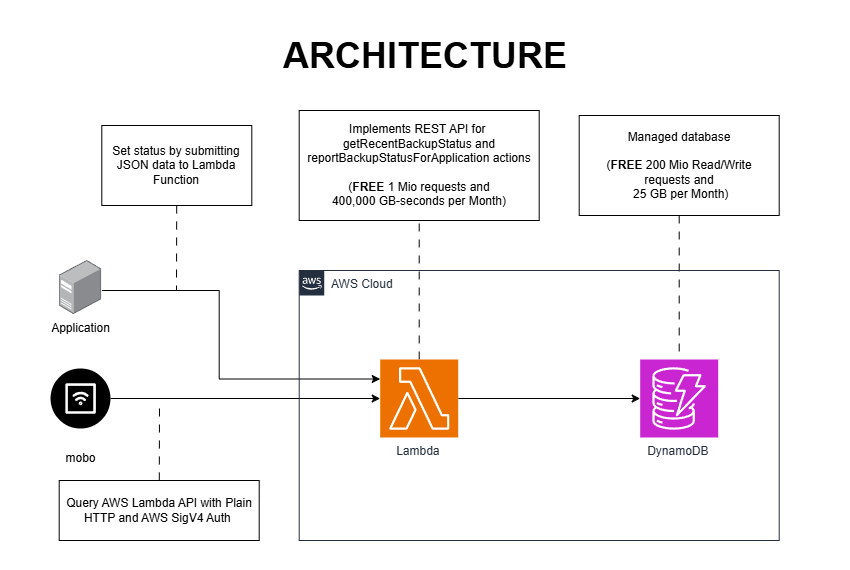 ARCHITECTURE
Set status by submitting
JSON data to Lambda
Function
Implements REST API for
getRecentBackupStatus and
reportBackupStatusForApplication actions
(FREE 1 Mio requests and
400,000 GB-seconds per Month)
Managed database
(FREE 200 Mio Read/Write
requests and
25 GB per Month)
aws
AWS Cloud
Application
mobo
Lambda
DynamoDB
Query AWS Lambda API with Plain
HTTP and AWS SigV4 Auth